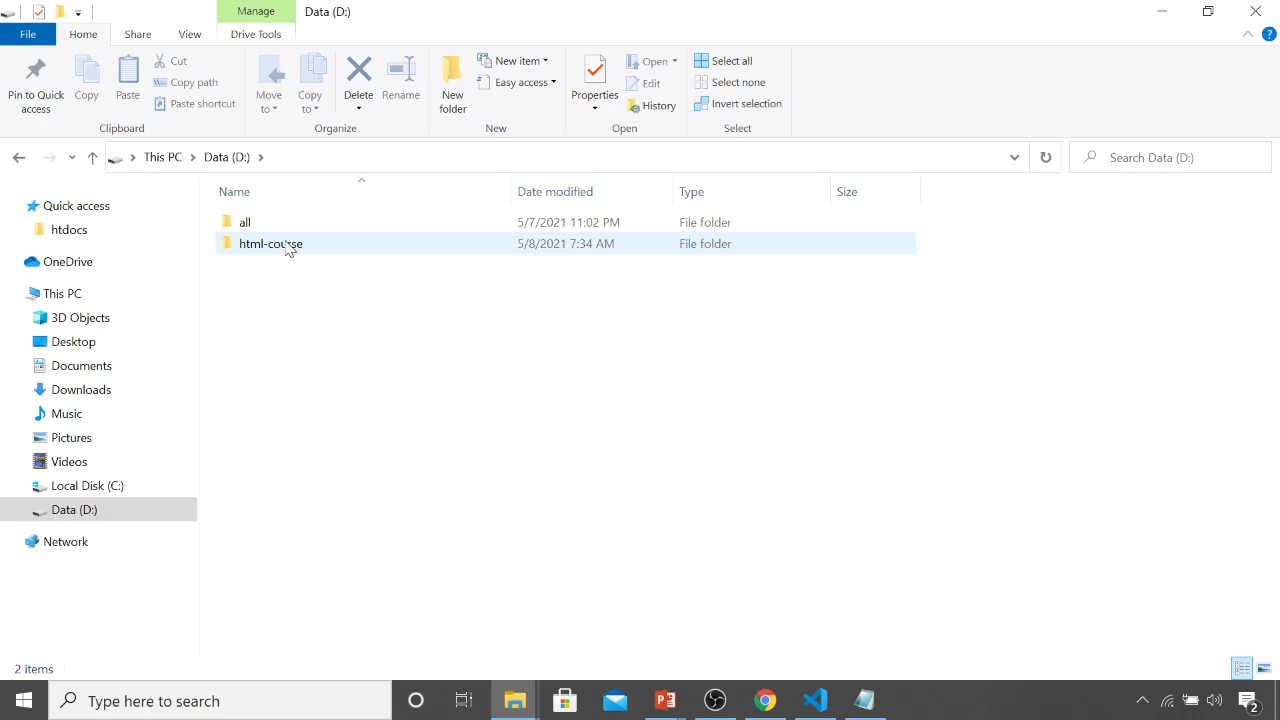 Manage
Data (D:)
File
Home
Share
View
Drive Tools
Pin to Quick access
Copy
Paste
Cut
Copy path
Paste shortcut
Clipboard
Move to
Copy to
Delete
Rename
Organize
New folder
New item
Easy access
New
Properties
Open
Edit
History
Open
Select all
Select none
Invert selection
Select
This PC
Data (D:)
Search Data (D:)
Name
Date modified
Type
Size
all
5/7/2021 11:02 PM
File folder
html-course
5/8/2021 7:34 AM
File folder
Quick access
htdocs
OneDrive
This PC
3D Objects
Desktop
Documents
Downloads
Music
Pictures
Videos
Local Disk (C:)
Data (D:)
Network
2 items
Type here to search
2